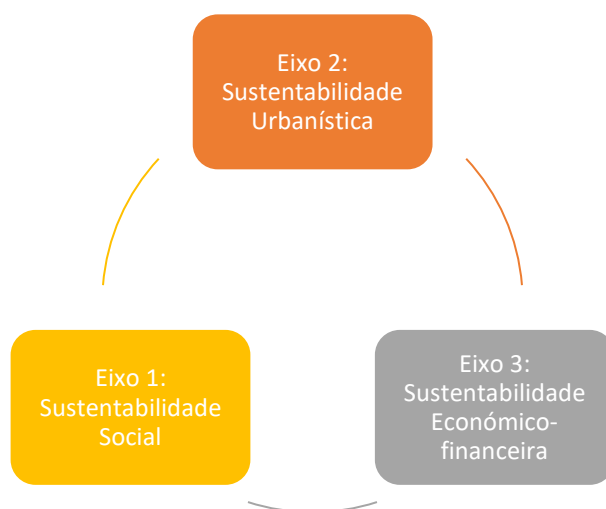 Eixo 2:
Sustentabilidade
Urbanística
Eixo 1:
Sustentabilidade
Social
Eixo 3:
Sustentabilidade
Económico-
financeira